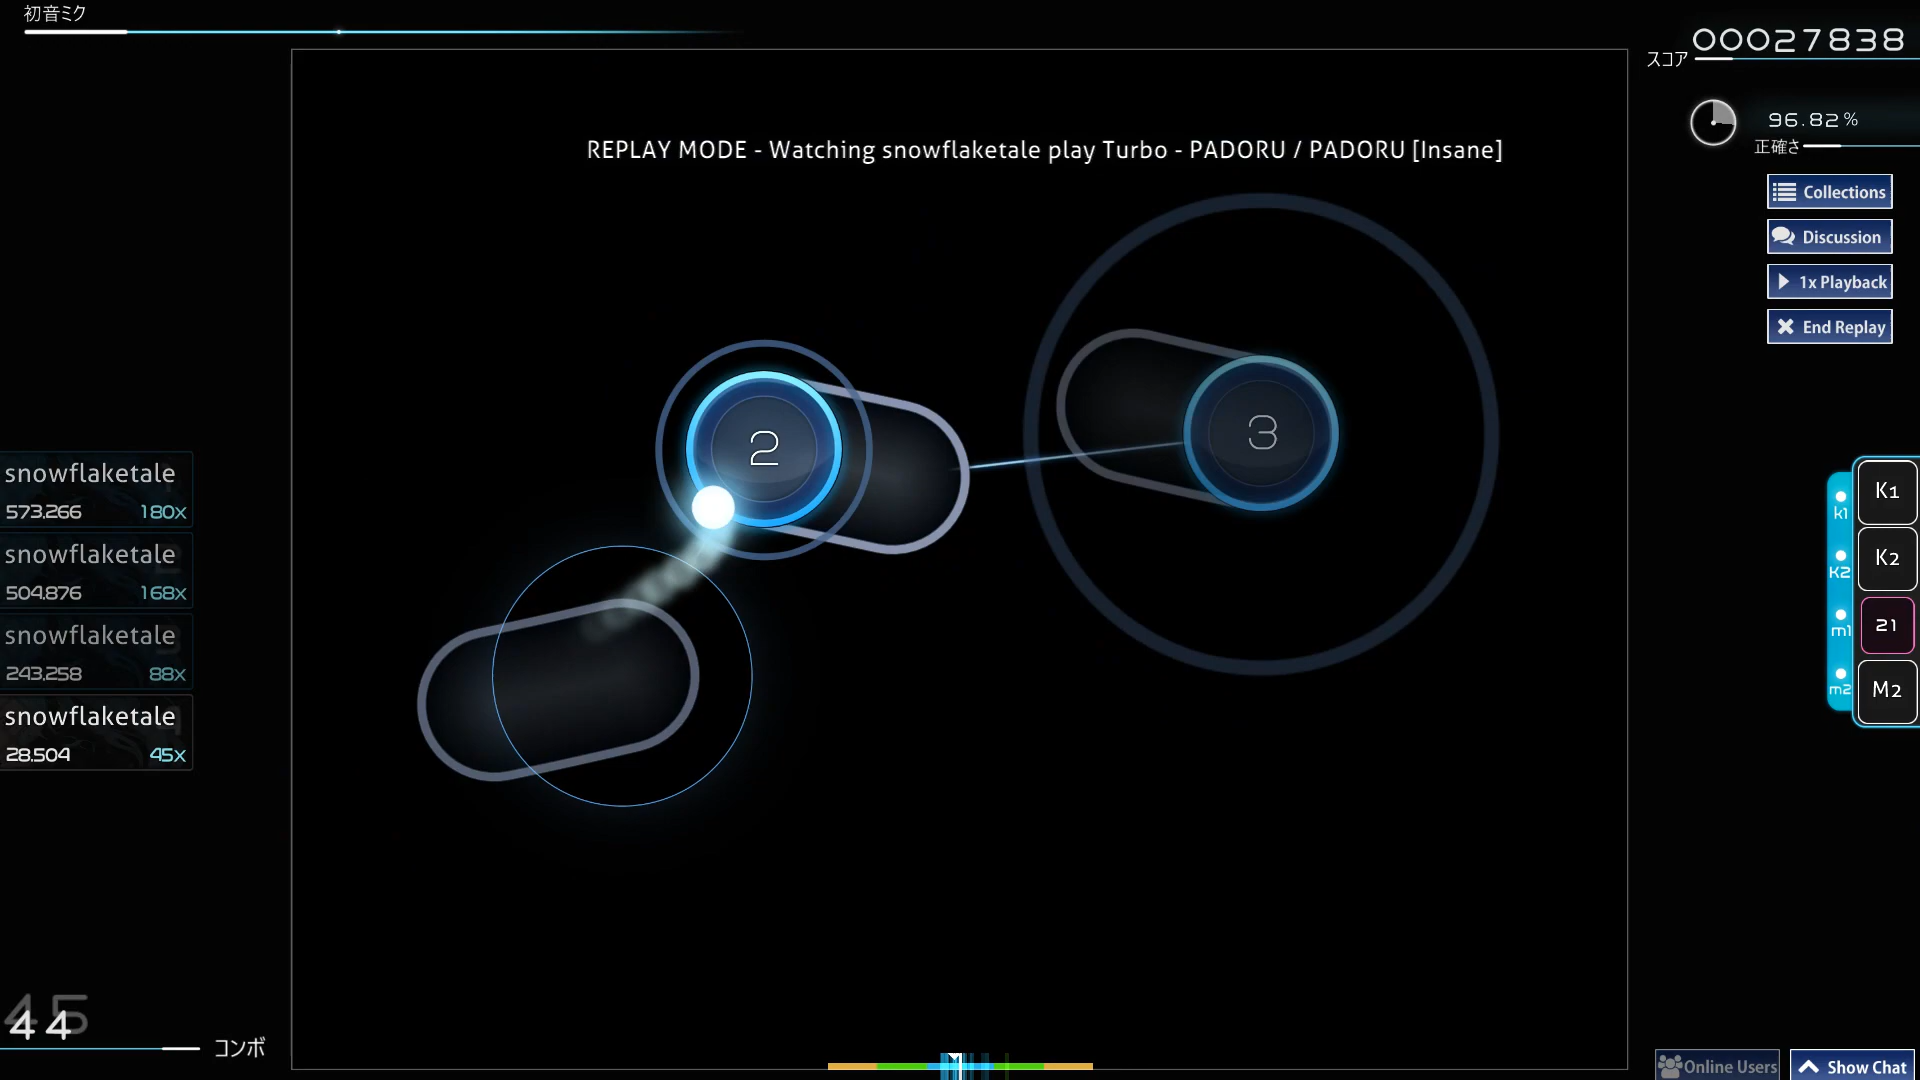 初音ミク
00027838
スコア
96.82%
正確さ
REPLAY MODE - Watching snowflaketale play Turbo - PADORU / PADORU [Insane]
Collections
Discussion
1x Playback
End Replay
2
3
snowflaketale
573.266 180x
snowflaketale
504.876 168x
snowflaketale
243.258 88x
snowflaketale
28.504 45x
k1 K1
K2 K2
m1 21
m2 M2
45
44
コンボ
Online Users
Show Chat